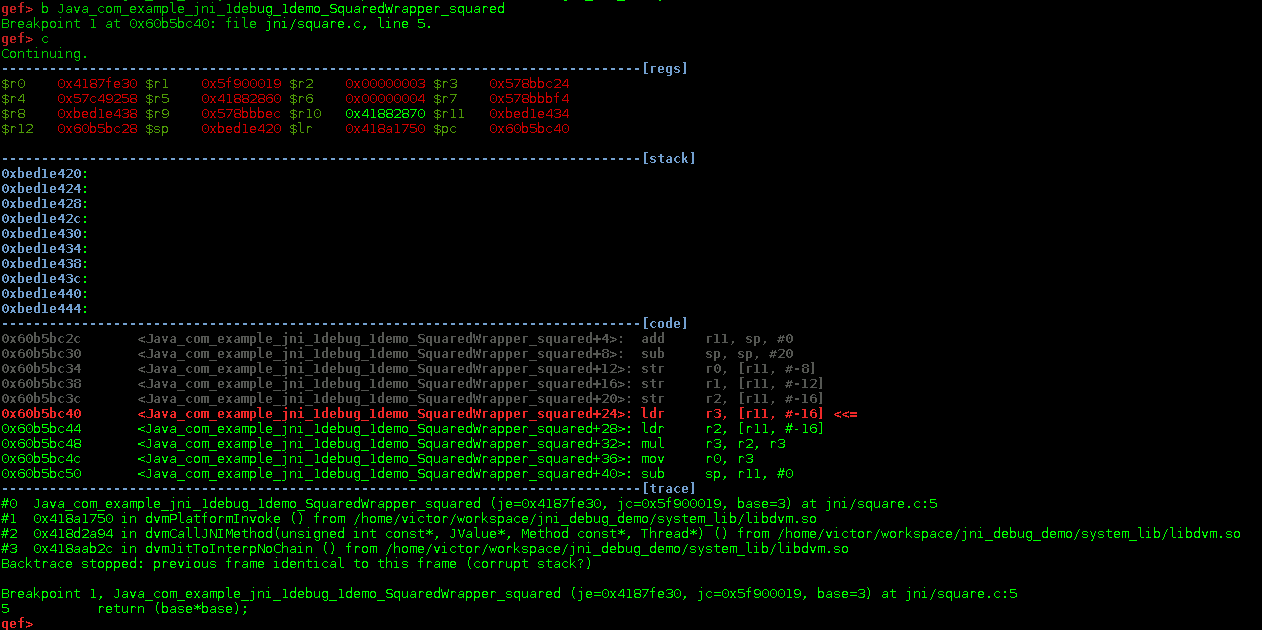 gef> b Java_com_example_jni_1debug_1demo_SquaredWrapper_squared
Breakpoint 1 at 0x60b5bc40: file jni/square.c, line 5.
gef> c
Continuing.
--------------------------------------------------------------------------------[regs]
$r0 0x4187fe30 $r1 0x5f900019 $r2 0x00000003 $r3 0x578bbc24
$r4 0x57c49258 $r5 0x41882860 $r6 0x00000004 $r7 0x578bbbf4
$r8 0xbed1e438 $r9 0x578bbbec $r10 0x41882870 $r11 0xbed1e434
$r12 0x60b5bc28 $sp 0xbed1e420 $lr 0x418a1750 $pc 0x60b5bc40
--------------------------------------------------------------------------------[stack]
0xbed1e420:
0xbed1e424:
0xbed1e428:
0xbed1e42c:
0xbed1e430:
0xbed1e434:
0xbed1e438:
0xbed1e43c:
0xbed1e440:
0xbed1e444:
--------------------------------------------------------------------------------[code]
0x60b5bc2c <Java_com_example_jni_1debug_1demo_SquaredWrapper_squared+4>: add r11, sp, #0
0x60b5bc30 <Java_com_example_jni_1debug_1demo_SquaredWrapper_squared+8>: sub sp, sp, #20
0x60b5bc34 <Java_com_example_jni_1debug_1demo_SquaredWrapper_squared+12>: str r0, [r11, #-8]
0x60b5bc38 <Java_com_example_jni_1debug_1demo_SquaredWrapper_squared+16>: str r1, [r11, #-12]
0x60b5bc3c <Java_com_example_jni_1debug_1demo_SquaredWrapper_squared+20>: str r2, [r11, #-16]
0x60b5bc40 <Java_com_example_jni_1debug_1demo_SquaredWrapper_squared+24>: ldr r3, [r11, #-16] <<=
0x60b5bc44 <Java_com_example_jni_1debug_1demo_SquaredWrapper_squared+28>: ldr r2, [r11, #-16]
0x60b5bc48 <Java_com_example_jni_1debug_1demo_SquaredWrapper_squared+32>: mul r3, r2, r3
0x60b5bc4c <Java_com_example_jni_1debug_1demo_SquaredWrapper_squared+36>: mov r0, r3
0x60b5bc50 <Java_com_example_jni_1debug_1demo_SquaredWrapper_squared+40>: sub sp, r11, #0
--------------------------------------------------------------------------------[trace]
#0 Java_com_example_jni_1debug_1demo_SquaredWrapper_squared (je=0x4187fe30, jc=0x5f900019, base=3) at jni/square.c:5
#1 0x418a1750 in dvmPlatformInvoke () from /home/victor/workspace/jni_debug_demo/system_lib/libdvm.so
#2 0x418d2a94 in dvmCallJNIMethod(unsigned int const*, JValue*, Method const*, Thread*) () from /home/victor/workspace/jni_debug_demo/system_lib/libdvm.so
#3 0x418aab2c in dvmJitToInterpNoChain () from /home/victor/workspace/jni_debug_demo/system_lib/libdvm.so
Backtrace stopped: previous frame identical to this frame (corrupt stack?)
Breakpoint 1, Java_com_example_jni_1debug_1demo_SquaredWrapper_squared (je=0x4187fe30, jc=0x5f900019, base=3) at jni/square.c:5
5 return (base*base);
gef>